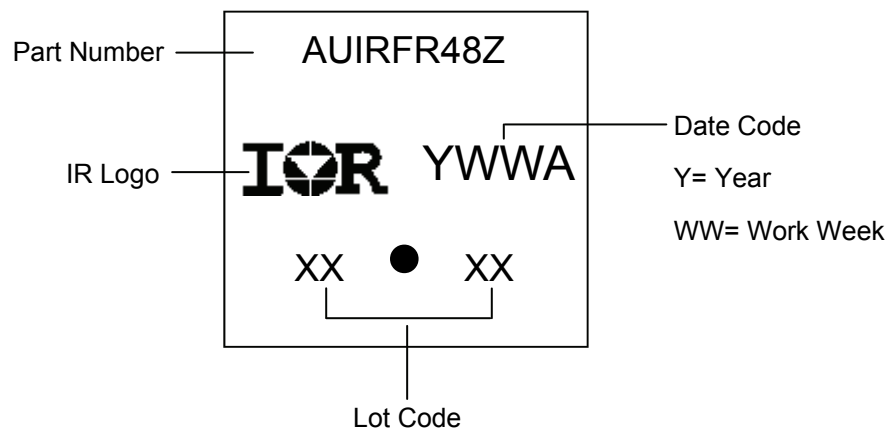 Part Number
AUIRFR48Z
IR Logo
IOR
YWWA
Date Code
Y= Year
WW= Work Week
XX
XX
Lot Code